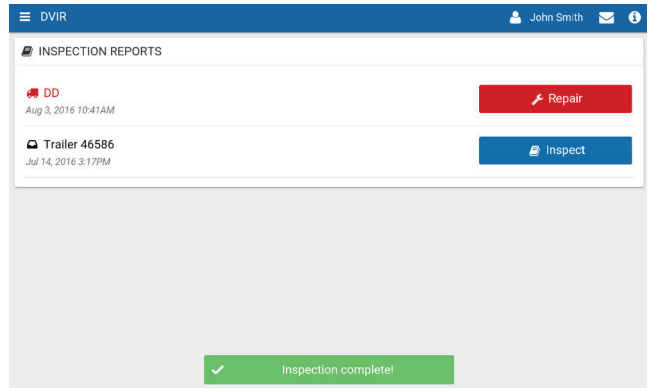 DVIR John Smith
INSPECTION REPORTS
DD
Aug 3, 2016 10:41AM
Repair
Trailer 46586
Jul 14, 2016 3:17PM
Inspect
Inspection complete!